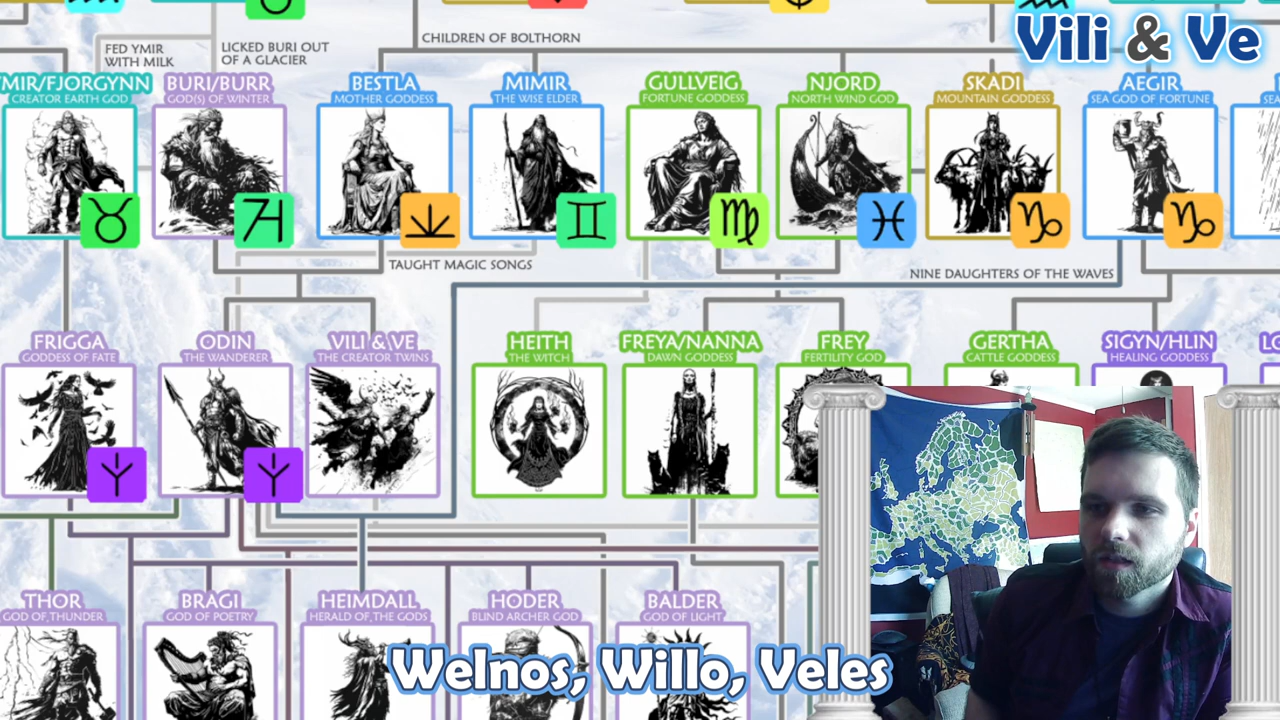 Vili & Ve
CHILDREN OF BOLTHORN
FED YMIR
WITH MILK
LICKED BURI OUT
OF A GLACIER
YMIR/FJORGYNN
CREATOR EARTH GOD
BURI/BURR
GOD(S) OF WINTER
BESTLA
MOTHER GODDESS
MIMIR
THE WISE ELDER
GULLVEIG
FORTUNE GODDESS
NJORD
NORTH WIND GOD
SKADI
MOUNTAIN GODDESS
AEGIR
SEA GOD OF FORTUNE
SEA
TAUGHT MAGIC SONGS
NINE DAUGHTERS OF THE WAVES
FRIGGA
GODDESS OF FATE
ODIN
THE WANDERER
VILI & VE
THE CREATOR TWINS
HEITH
THE WITCH
FREYA/NANNA
DAWN GODDESS
FREY
FERTILITY GOD
GERTHA
CATTLE GODDESS
SIGYN/HLIN
HEALING GODDESS
THOR
GOD OF THUNDER
BRAGI
GOD OF POETRY
HEIMDALL
HERALD OF THE GODS
HODER
BLIND ARCHER GOD
BALDER
GOD OF LIGHT
Welnos, Willo, Veles